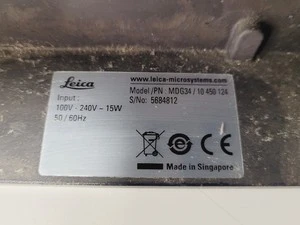 Leica
www.leica-microsystems.com
Model /PN : MDG34 / 10 450 124
S/No: 5684812
Input :
100V - 240V ~ 15W
50 / 60Hz
Made in Singapore